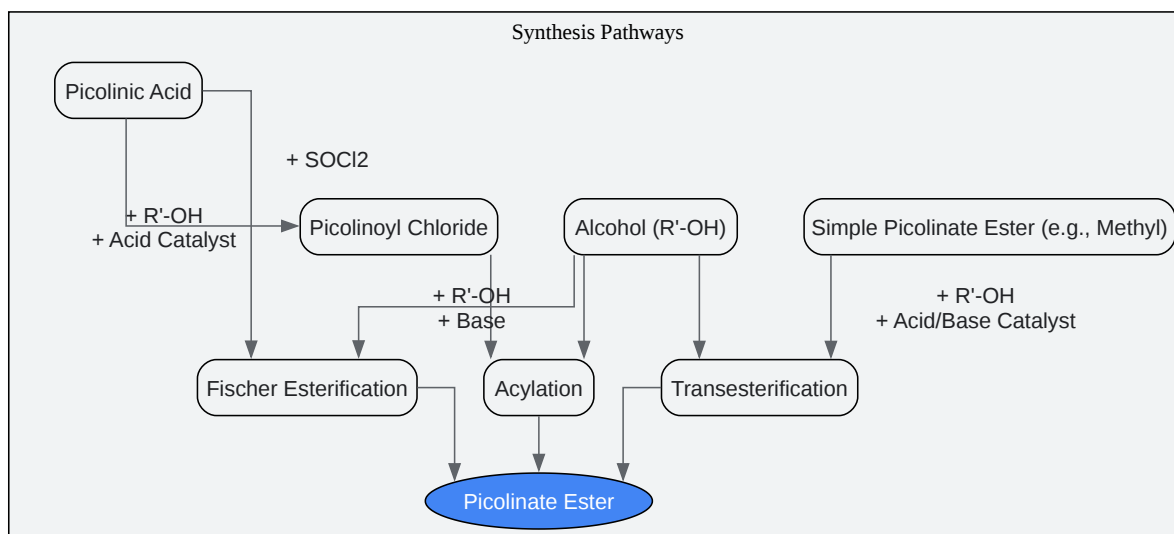 Synthesis Pathways
Picolinic Acid
+ SOCl2
+ R'-OH
+ Acid Catalyst
Picolinoyl Chloride
Alcohol (R'-OH)
Simple Picolinate Ester (e.g., Methyl)
+ R'-OH
+ Base
+ R'-OH
+ Acid/Base Catalyst
Fischer Esterification
Acylation
Transesterification
Picolinate Ester